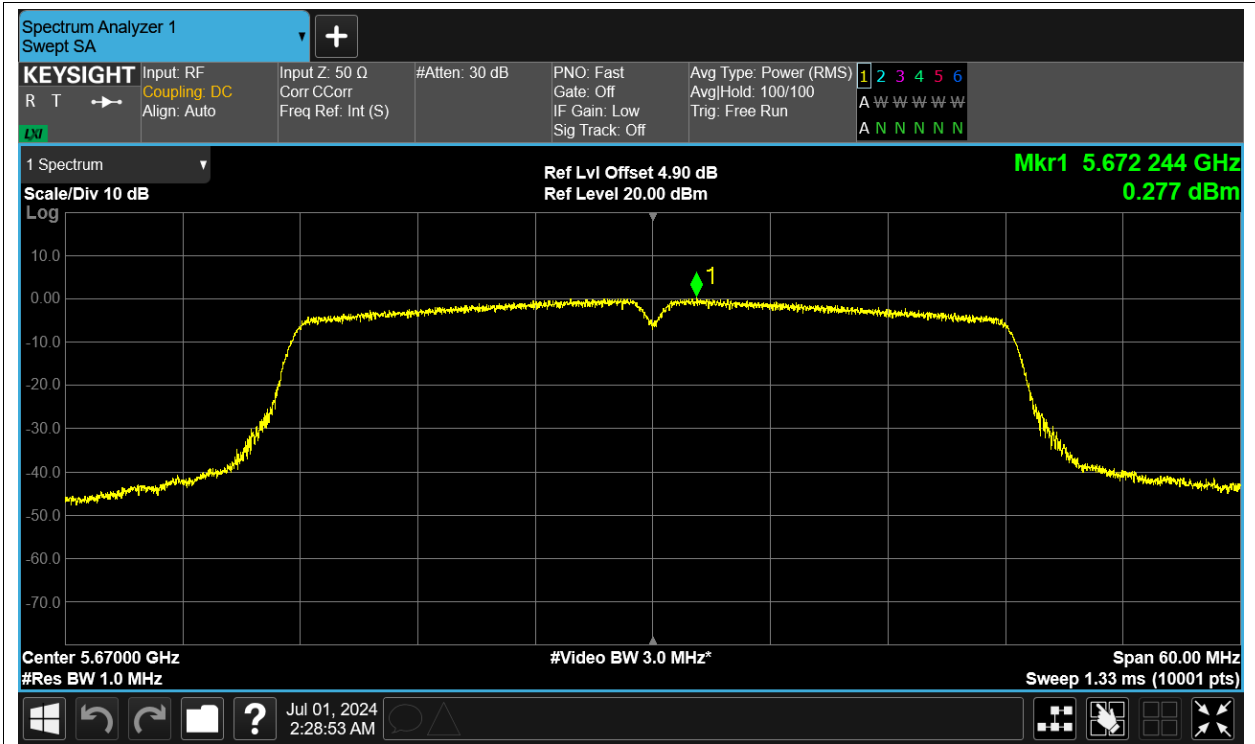 Spectrum Analyzer 1
Swept SA
+
KEYSIGHT
R T
LXI
Input: RF
Coupling: DC
Align: Auto
Input Z: 50 Ω
Corr CCorr
Freq Ref: Int (S)
#Atten: 30 dB
PNO: Fast
Gate: Off
IF Gain: Low
Sig Track: Off
Avg Type: Power (RMS)
Avg|Hold: 100/100
Trig: Free Run
1 2 3 4 5 6
A W W W W W
A N N N N N
1 Spectrum
Scale/Div 10 dB
Log
Ref Lvl Offset 4.90 dB
Ref Level 20.00 dBm
Mkr1 5.672 244 GHz
0.277 dBm
1
10.0
0.00
-10.0
-20.0
-30.0
-40.0
-50.0
-60.0
-70.0
Center 5.67000 GHz
#Res BW 1.0 MHz
#Video BW 3.0 MHz*
Span 60.00 MHz
Sweep 1.33 ms (10001 pts)
?
Jul 01, 2024
2:28:53 AM